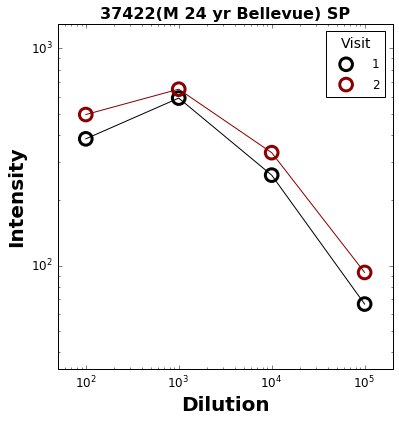 37422(M 24 yr Bellevue) SP
Visit
1
2
Intensity
10³
10²
10² 10³ 10⁴ 10⁵
Dilution